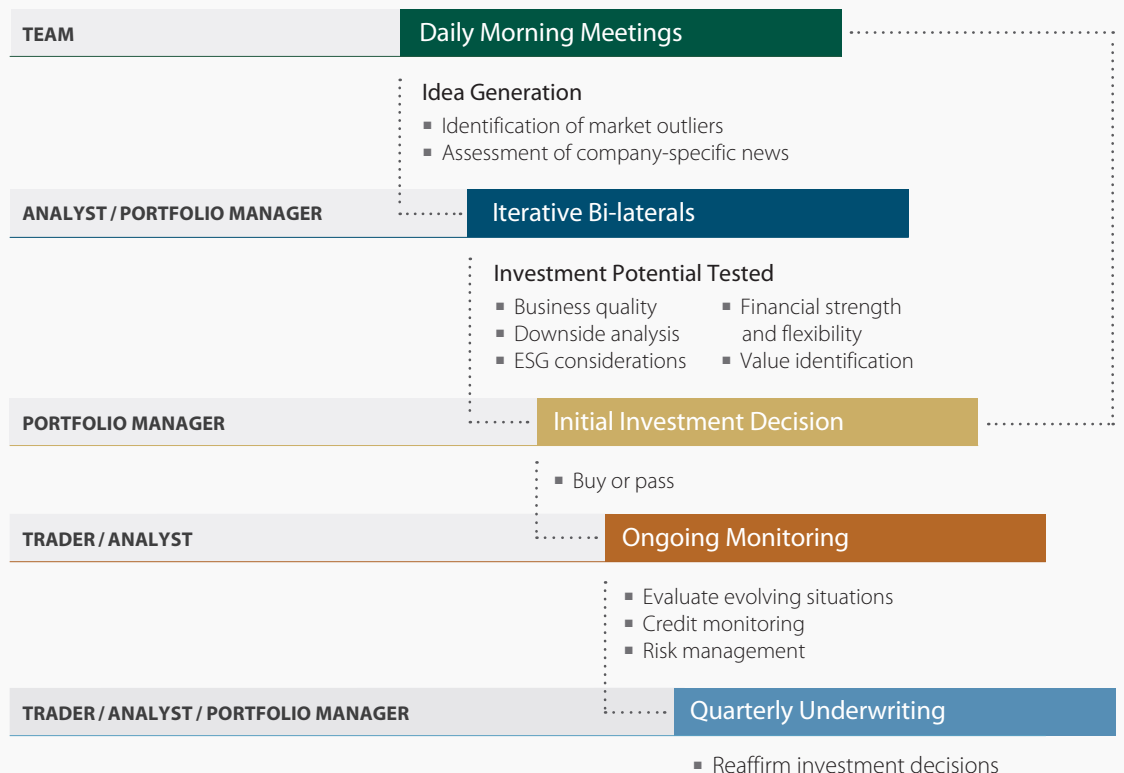 TEAM
Daily Morning Meetings
Idea Generation
▪ Identification of market outliers
▪ Assessment of company-specific news
ANALYST / PORTFOLIO MANAGER
Iterative Bi-laterals
Investment Potential Tested
▪ Business quality
▪ Downside analysis
▪ ESG considerations
▪ Financial strength
and flexibility
▪ Value identification
PORTFOLIO MANAGER
Initial Investment Decision
▪ Buy or pass
TRADER / ANALYST
Ongoing Monitoring
▪ Evaluate evolving situations
▪ Credit monitoring
▪ Risk management
TRADER / ANALYST / PORTFOLIO MANAGER
Quarterly Underwriting
▪ Reaffirm investment decisions